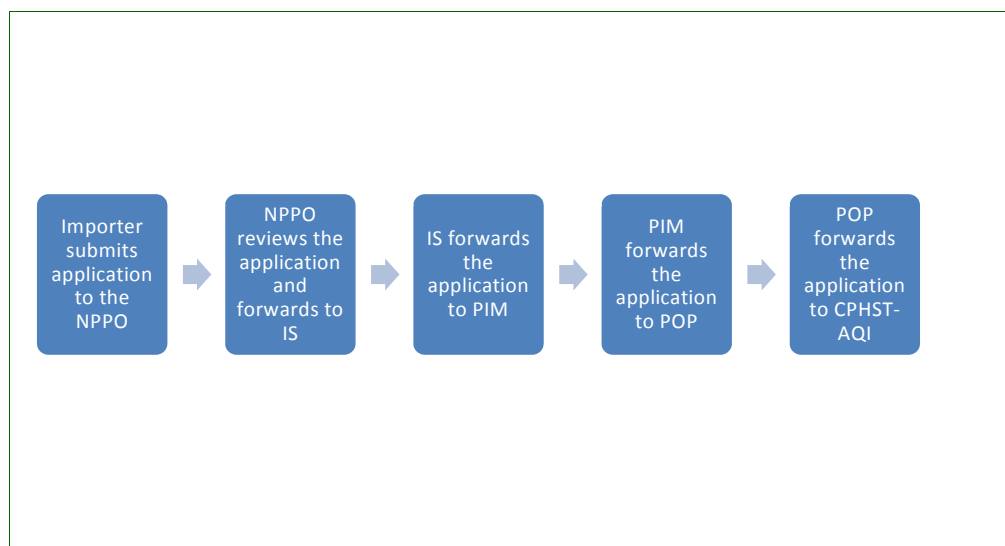 Importer
submits
application
to the
NPPO
NPPO
reviews the
application
and
forwards to
IS
IS forwards
the
application
to PIM
PIM
forwards
the
application
to POP
POP
forwards
the
application
to CPHST-
AQI